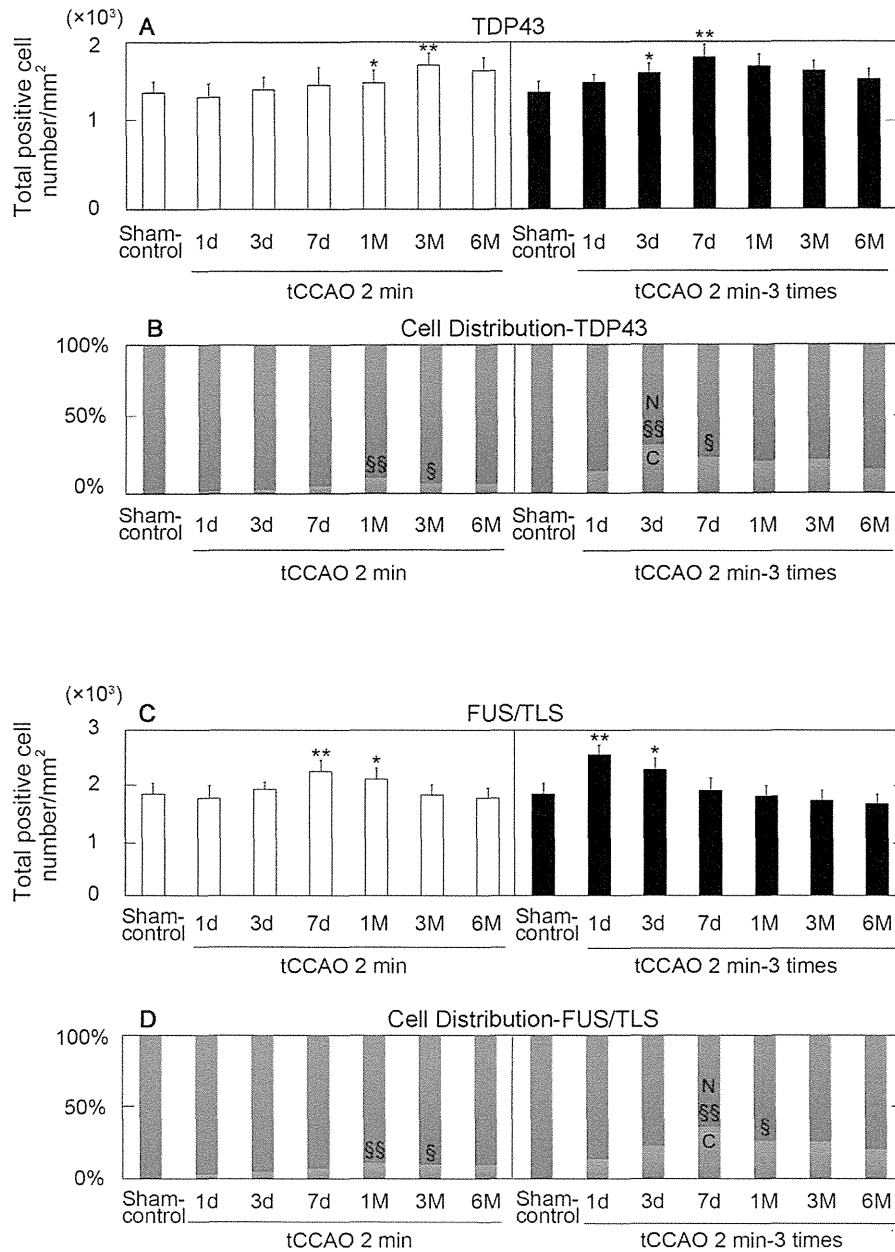 (×10³)
A TDP43
Total positive cell
number/mm²
2
* ** * **
1
0
Sham-
control 1d 3d 7d 1M 3M 6M Sham-
control 1d 3d 7d 1M 3M 6M
tCCAO 2 min tCCAO 2 min-3 times
B Cell Distribution-TDP43
100%
N
50%
§§ § §§ §
C
0%
Sham-
control 1d 3d 7d 1M 3M 6M Sham-
control 1d 3d 7d 1M 3M 6M
tCCAO 2 min tCCAO 2 min-3 times
(×10³)
C FUS/TLS
Total positive cell
number/mm²
3
** * ** *
2
1
0
Sham-
control 1d 3d 7d 1M 3M 6M Sham-
control 1d 3d 7d 1M 3M 6M
tCCAO 2 min tCCAO 2 min-3 times
D Cell Distribution-FUS/TLS
100%
N
50%
§§ § §§ §
C
0%
Sham-
control 1d 3d 7d 1M 3M 6M Sham-
control 1d 3d 7d 1M 3M 6M
tCCAO 2 min tCCAO 2 min-3 times